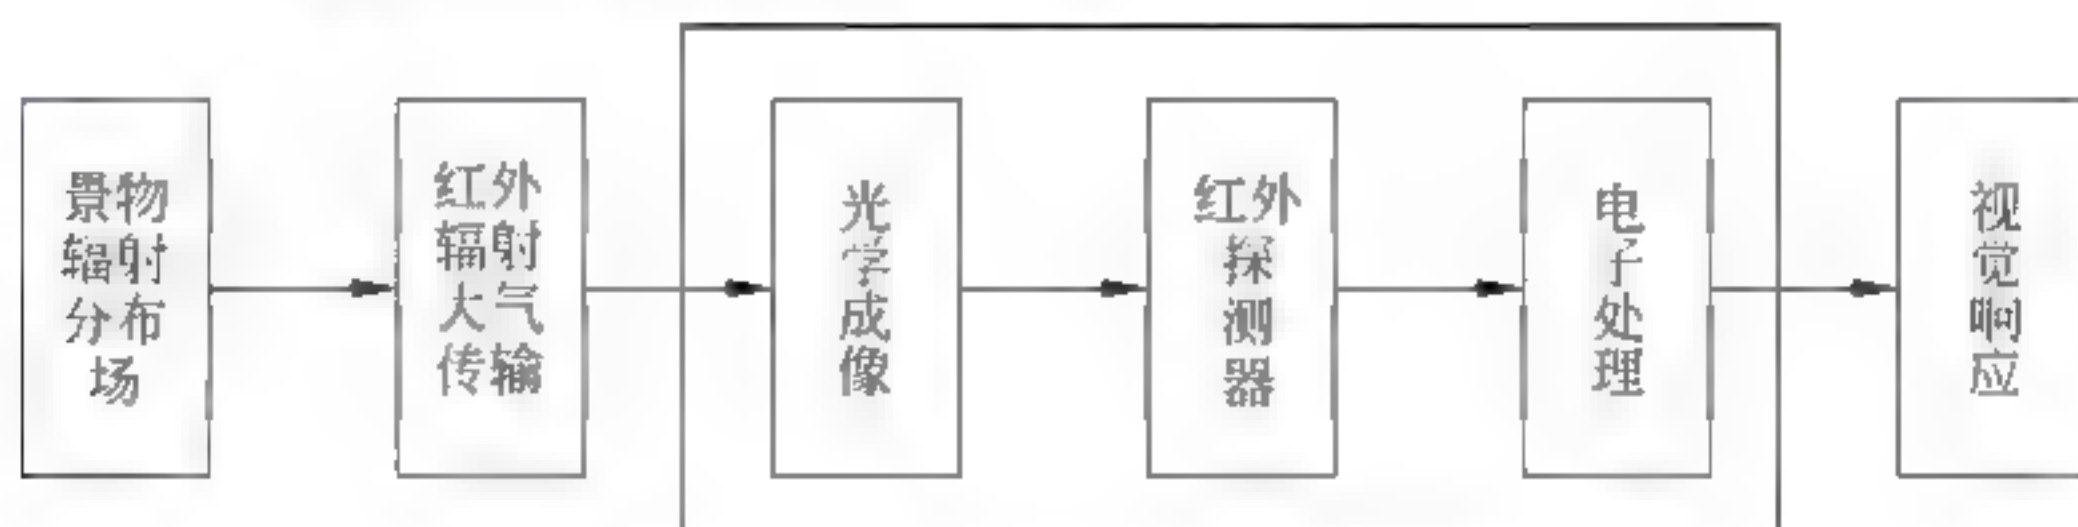 景物
辐射
分布
场
红外
辐射
大气
传输
光
学
成
像
红外
探
测
器
电
子
处
理
视
觉
响
应